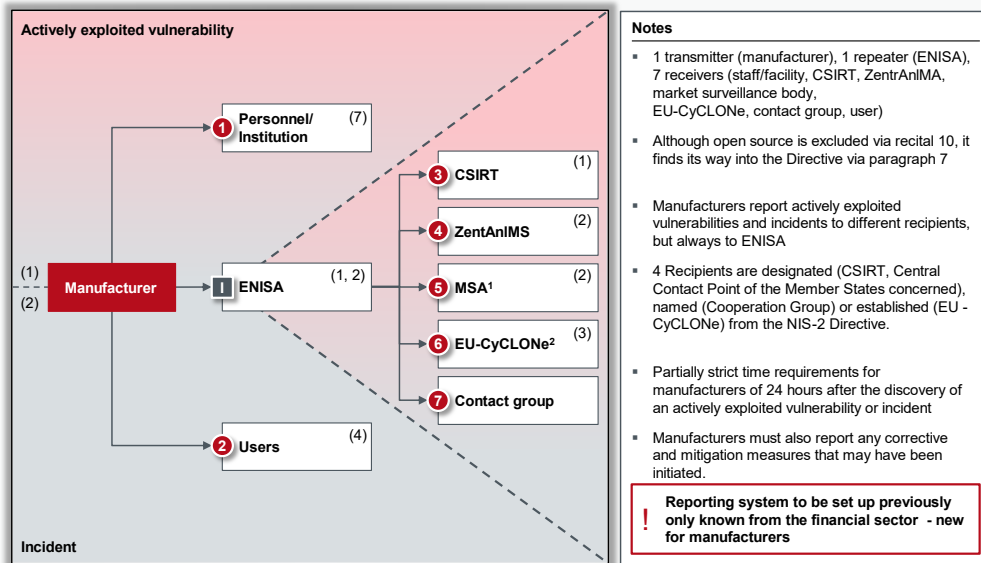 Actively exploited vulnerability
1
Personnel/
Institution
(7)
3 CSIRT (1)
4 ZentAnIMS (2)
(1)
(2)
Manufacturer
I ENISA (1, 2)
5 MSA¹ (2)
6 EU-CyCLONe² (3)
7 Contact group
2 Users (4)
Incident
Notes
▪ 1 transmitter (manufacturer), 1 repeater (ENISA),
7 receivers (staff/facility, CSIRT, ZentrAnlMA,
market surveillance body,
EU-CyCLONe, contact group, user)
▪ Although open source is excluded via recital 10, it
finds its way into the Directive via paragraph 7
▪ Manufacturers report actively exploited
vulnerabilities and incidents to different recipients,
but always to ENISA
▪ 4 Recipients are designated (CSIRT, Central
Contact Point of the Member States concerned),
named (Cooperation Group) or established (EU -
CyCLONe) from the NIS-2 Directive.
▪ Partially strict time requirements for
manufacturers of 24 hours after the discovery of
an actively exploited vulnerability or incident
▪ Manufacturers must also report any corrective
and mitigation measures that may have been
initiated.
! Reporting system to be set up previously
only known from the financial sector - new
for manufacturers